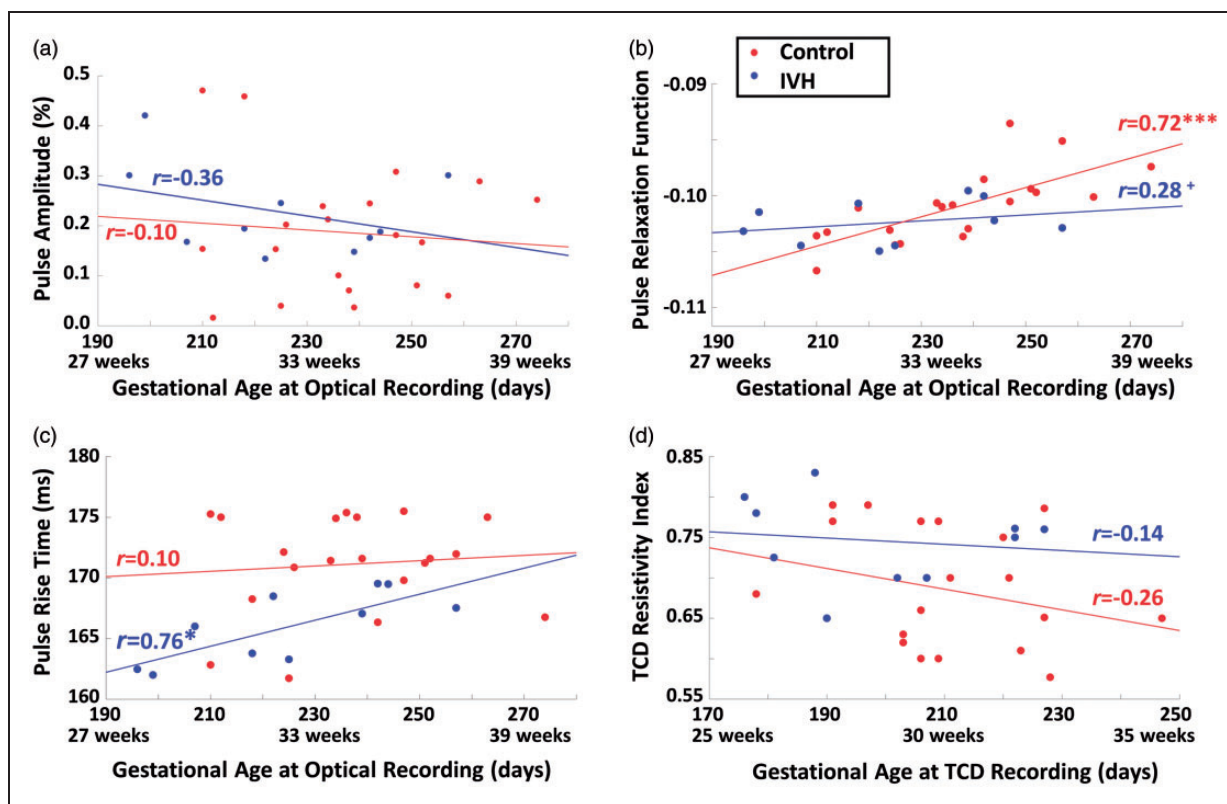 (a)
Pulse Amplitude (%)
0.5
0.4
0.3
0.2
0.1
0.0
r=-0.36
r=-0.10
190 210 230 250 270
27 weeks 33 weeks 39 weeks
Gestational Age at Optical Recording (days)
(b)
Control
IVH
Pulse Relaxation Function
-0.09
-0.10
-0.11
r=0.72***
r=0.28 +
190 210 230 250 270
27 weeks 33 weeks 39 weeks
Gestational Age at Optical Recording (days)
(c)
Pulse Rise Time (ms)
180
175
170
165
160
r=0.10
r=0.76*
190 210 230 250 270
27 weeks 33 weeks 39 weeks
Gestational Age at Optical Recording (days)
(d)
TCD Resistivity Index
0.85
0.75
0.65
0.55
r=-0.14
r=-0.26
170 190 210 230 250
25 weeks 30 weeks 35 weeks
Gestational Age at TCD Recording (days)